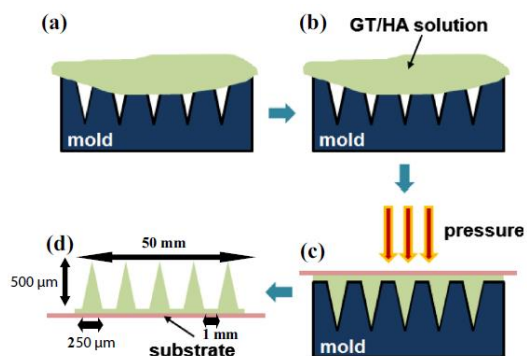 (a)
mold
(b)
GT/HA solution
mold
pressure
(c)
mold
(d)
50 mm
500 μm
250 μm
1 mm
substrate